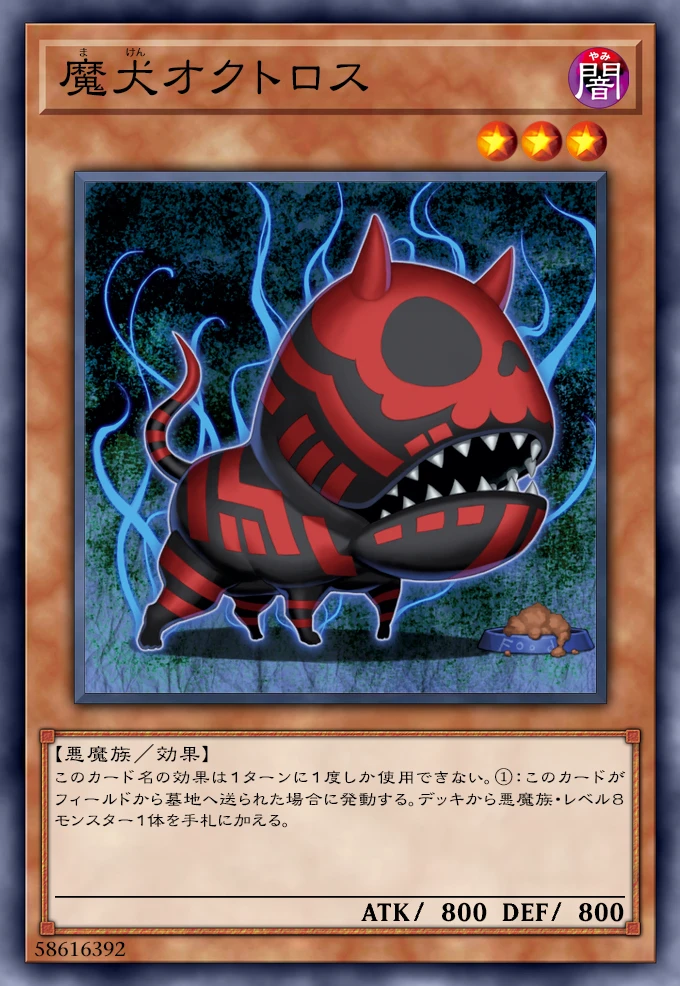 魔犬オクトロス
ま けん
闇
やみ
【悪魔族／効果】
このカード名の効果は１ターンに１度しか使用できない。①：このカードが
フィールドから墓地へ送られた場合に発動する。デッキから悪魔族・レベル８
モンスター１体を手札に加える。
ATK/ 800 DEF/ 800
58616392